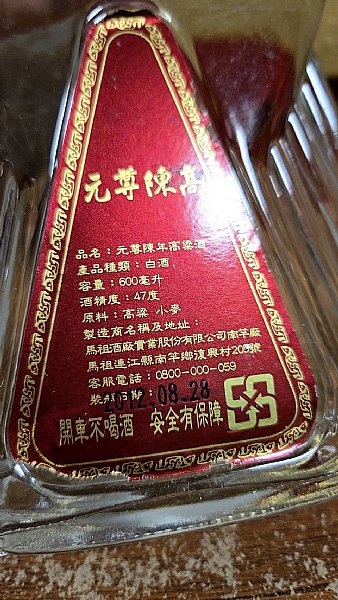 元尊陳高
品名：元尊陳年高粱酒
產品種類：白酒
容量：600毫升
酒精度：47度
原料：高粱 小麥
製造商名稱及地址：
馬祖酒廠實業股份有限公司南竿廠
馬祖連江縣南竿鄉復興村208號
客服電話：0800-000-059
裝瓶日期：2012.08.28
開車不喝酒 安全有保障